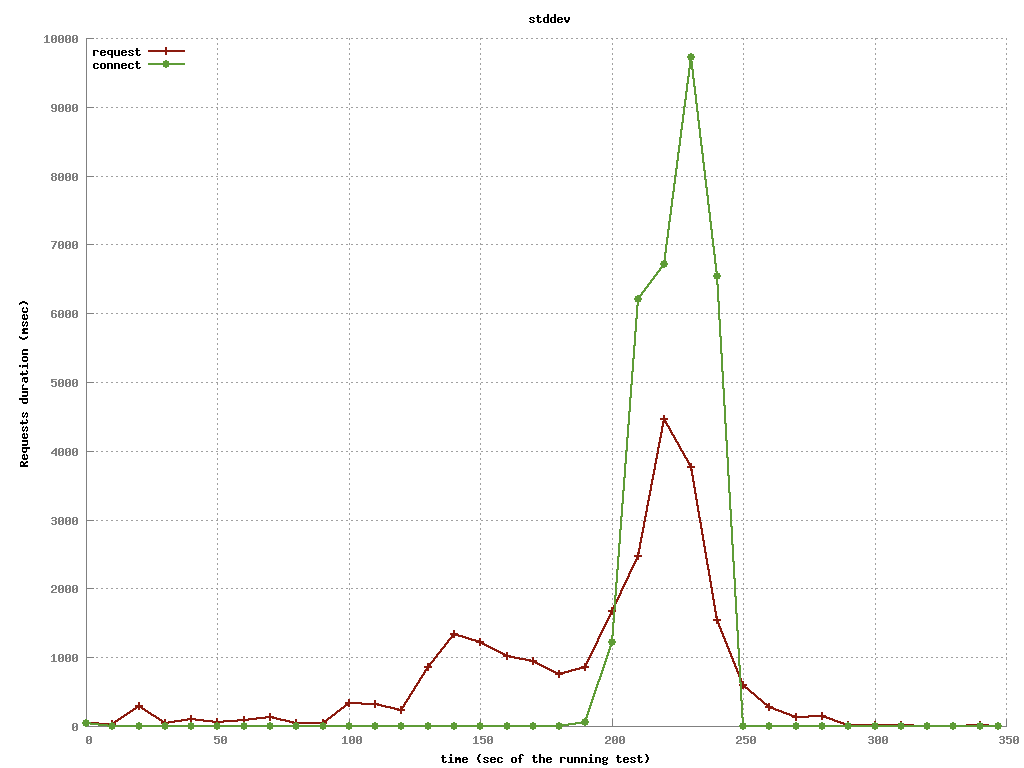 stddev
request
connect
10000
9000
8000
7000
6000
5000
4000
3000
2000
1000
0
Requests duration (msec)
0 50 100 150 200 250 300 350
time (sec of the running test)